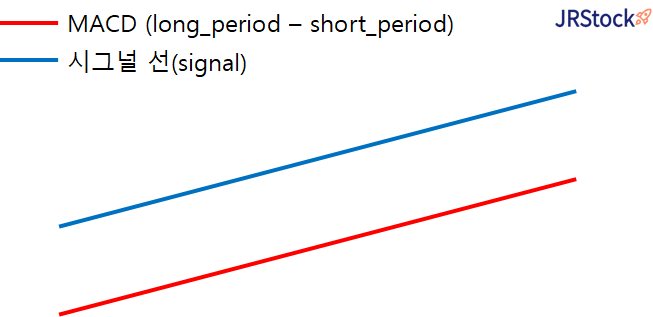 MACD (long_period – short_period)
JRStock
시그널 선(signal)